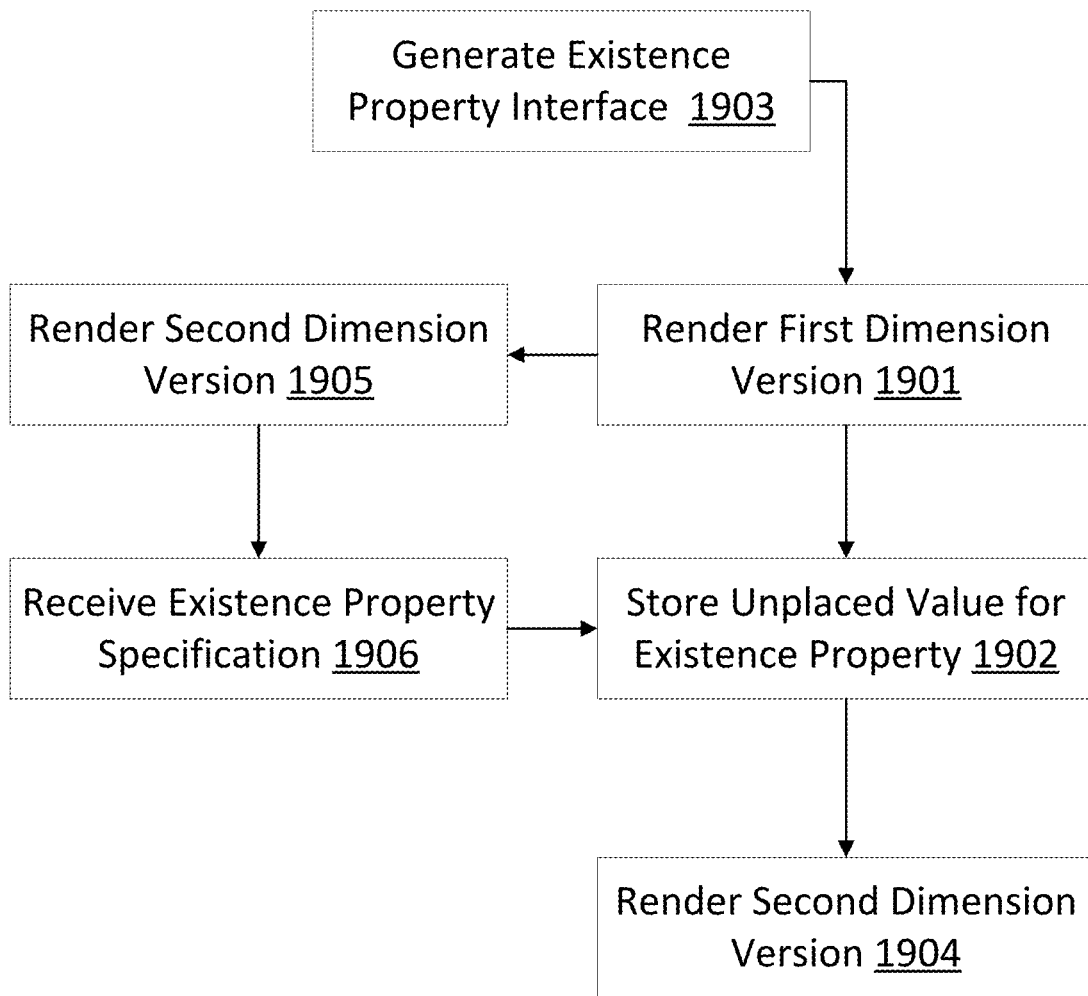 Generate Existence
Property Interface 1903
Render Second Dimension
Version 1905
Render First Dimension
Version 1901
Receive Existence Property
Specification 1906
Store Unplaced Value for
Existence Property 1902
Render Second Dimension
Version 1904